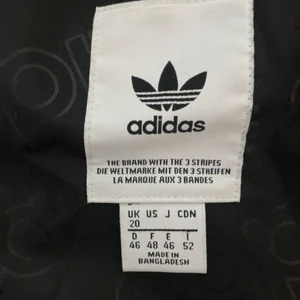 adidas
THE BRAND WITH THE 3 STRIPES
DIE WELTMARKE MIT DEN 3 STREIFEN
LA MARQUE AUX 3 BANDES
UK US J CDN
20
D F E I
46 48 46 52
MADE IN
BANGLADESH